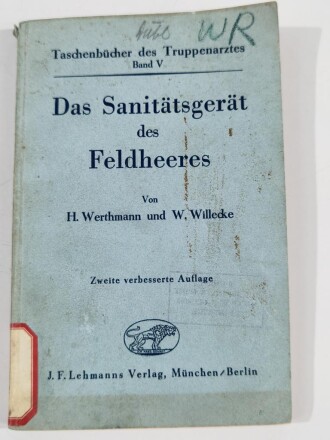 WR
Taschenbücher des Truppenarztes
Band V
Das Sanitätsgerät
des
Feldheeres
Von
H. Werthmann und W. Willecke
Zweite verbesserte Auflage
J. F. Lehmanns Verlag, München/Berlin